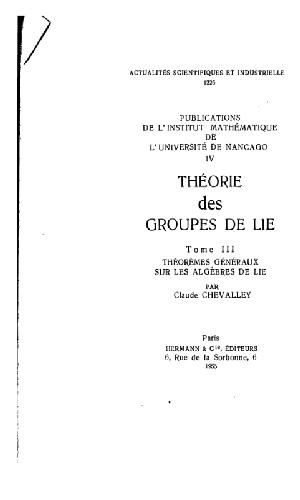 ACTUALITÉS SCIENTIFIQUES ET INDUSTRIELLES
1226
PUBLICATIONS
DE L'INSTITUT MATHÉMATIQUE
DE
L'UNIVERSITÉ DE NANCAGO
IV
THÉORIE
des
GROUPES DE LIE
Tome III
THÉORÈMES GÉNÉRAUX
SUR LES ALGÈBRES DE LIE
PAR
Claude CHEVALLEY
Paris
HERMANN & Cie, ÉDITEURS
6, Rue de la Sorbonne, 6
1955